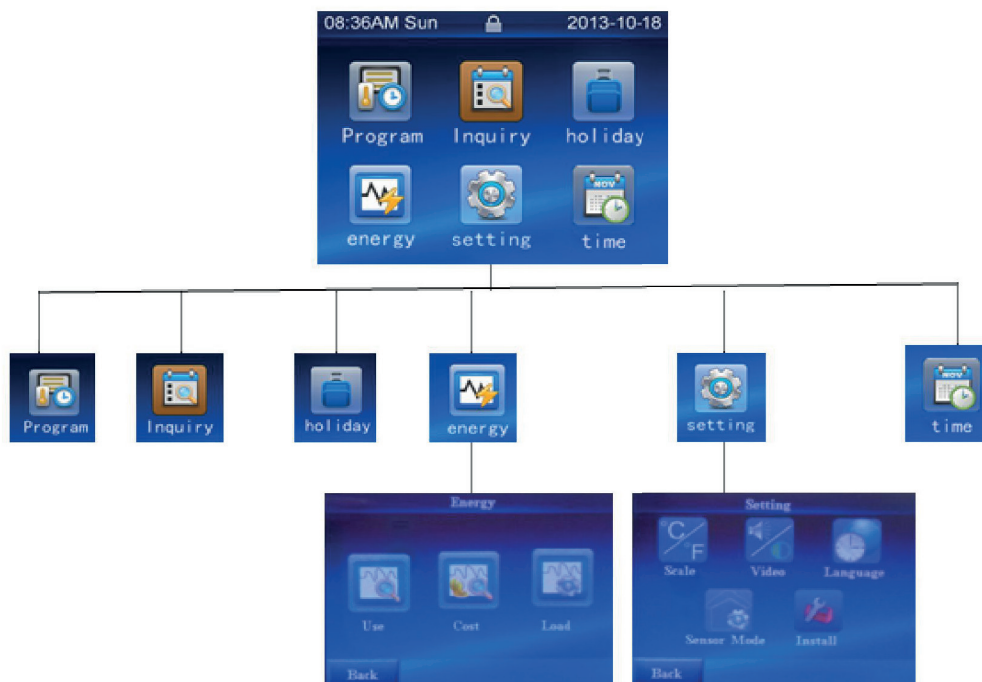 08:36AM Sun 2013-10-18
Program Inquiry holiday
NOV
energy setting time
Program Inquiry holiday energy setting time
NOV
Energy
Use Cost Load
Back
Setting
°C/°F
Scale Video Language
Sensor Mode Install
Back